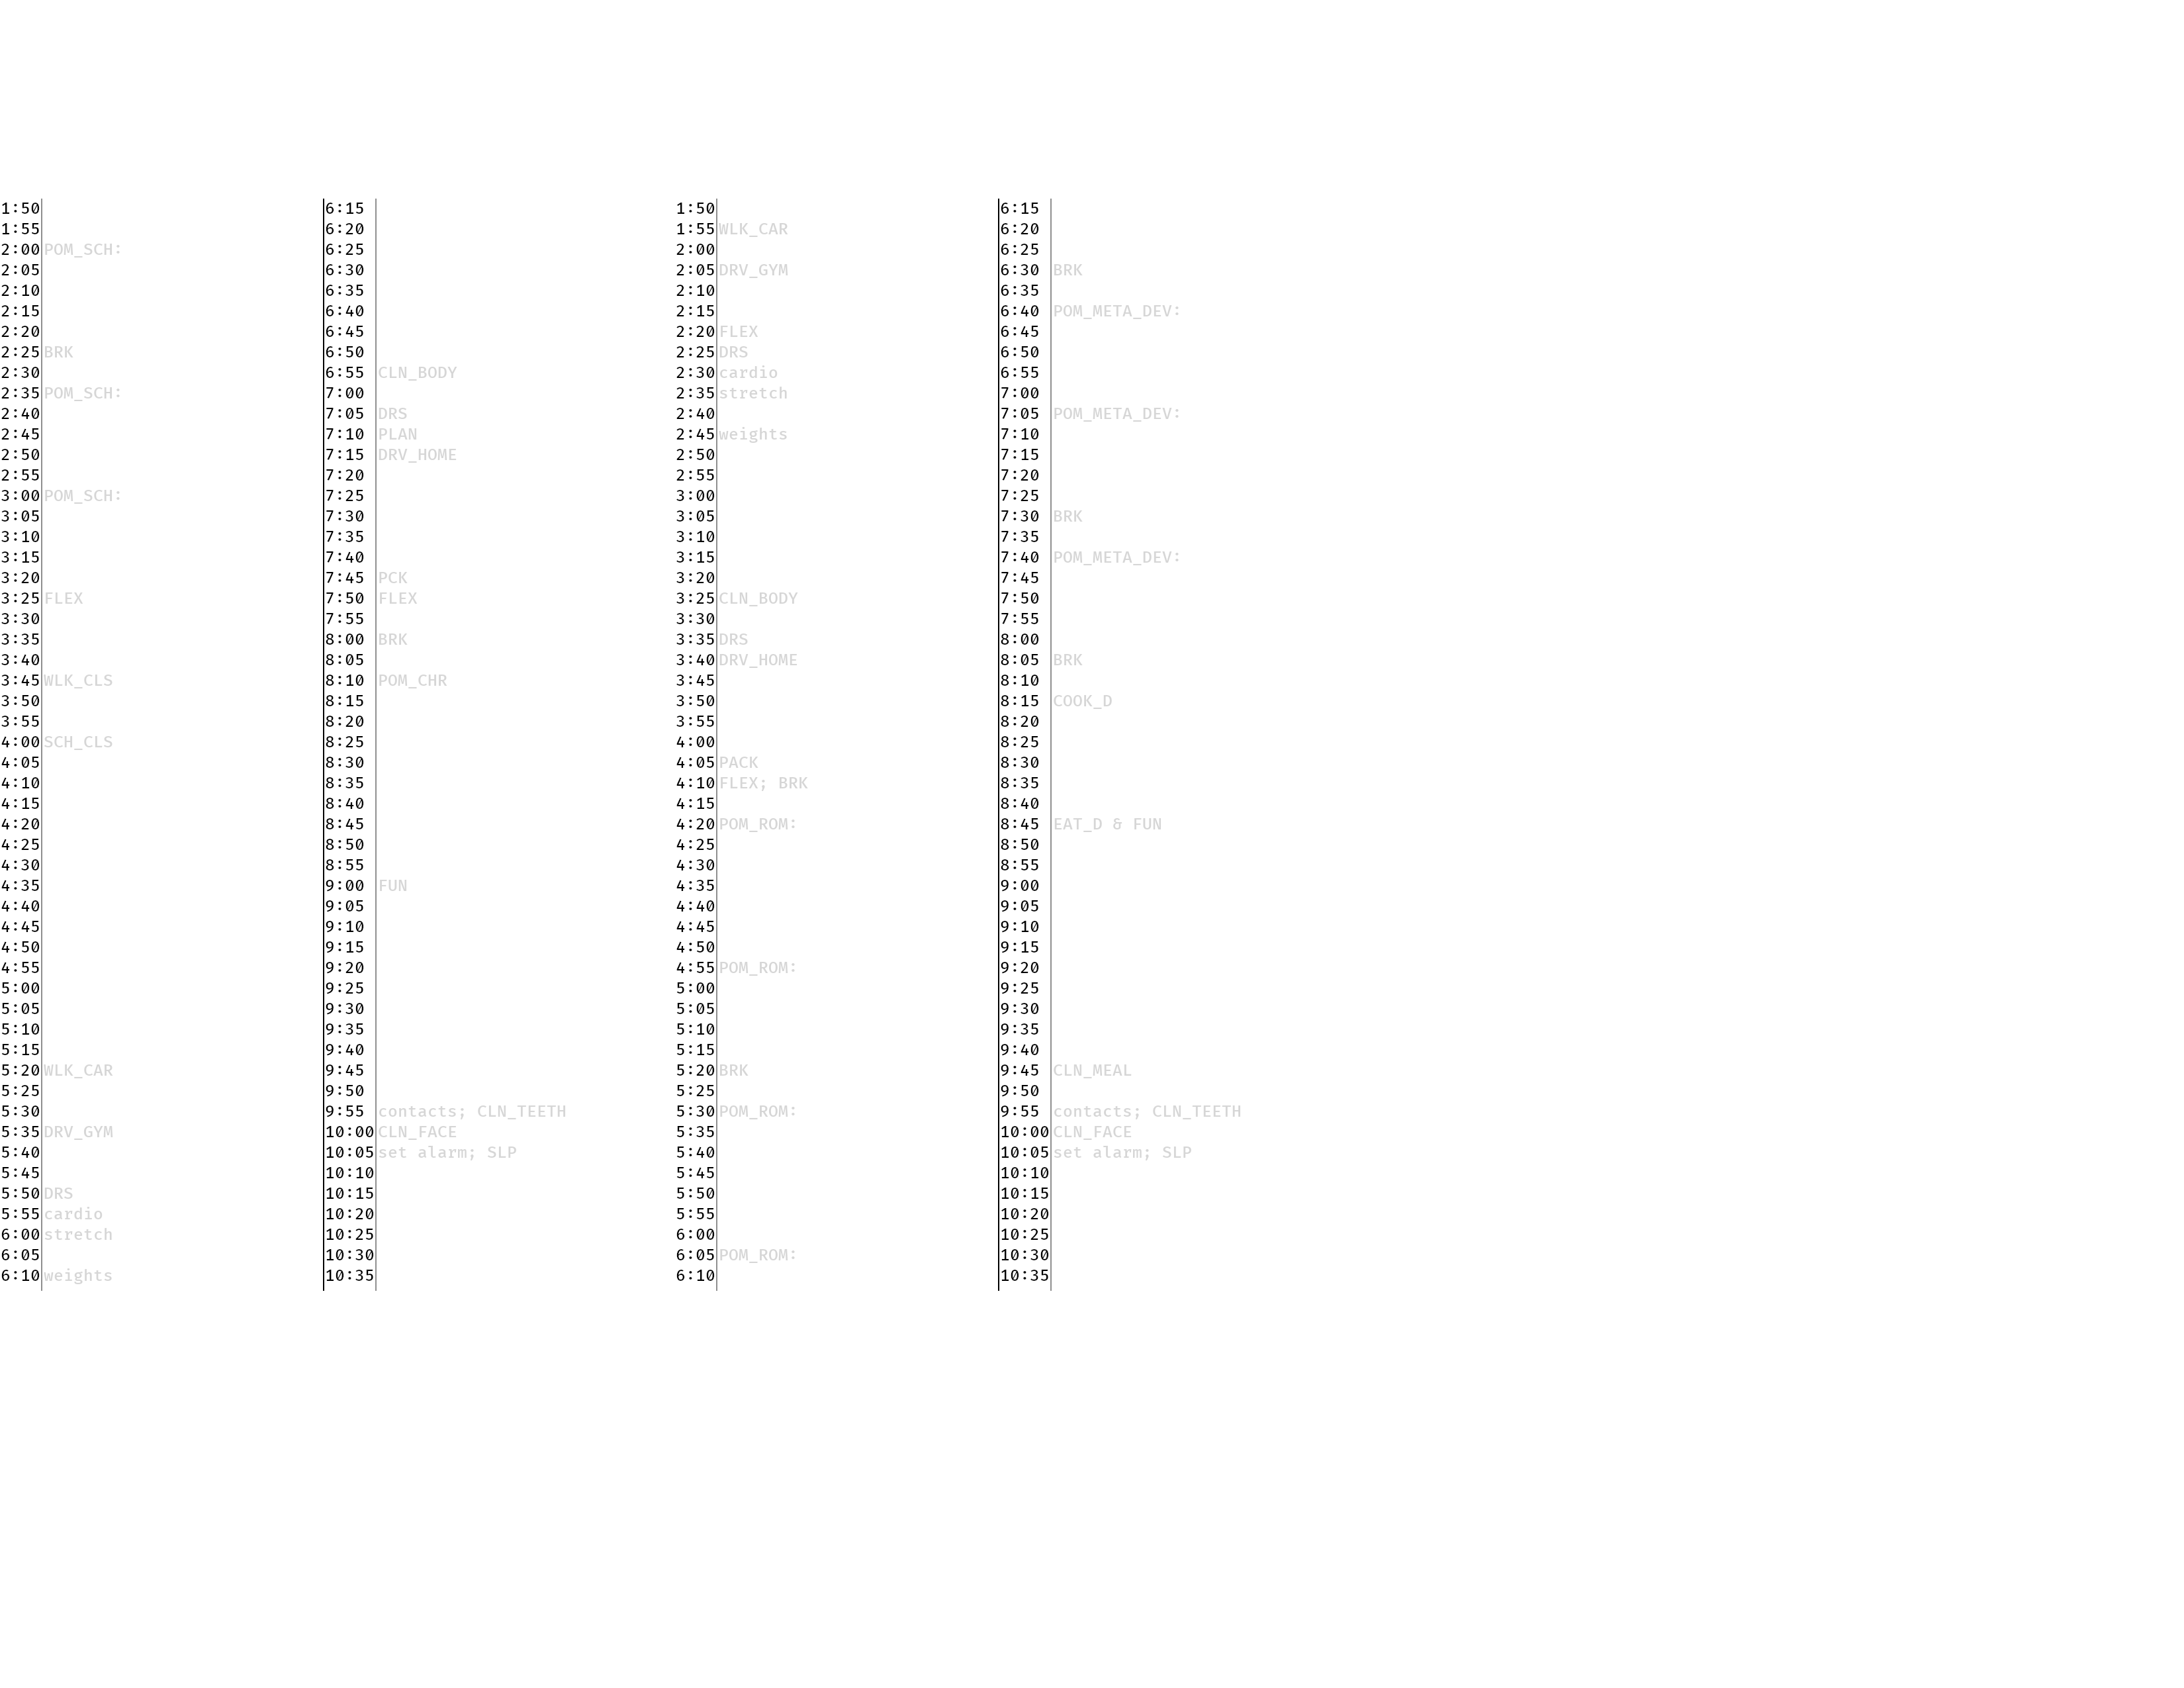 1:50
1:55
2:00 POM_SCH:
2:05
2:10
2:15
2:20
2:25 BRK
2:30
2:35 POM_SCH:
2:40
2:45
2:50
2:55
3:00 POM_SCH:
3:05
3:10
3:15
3:20
3:25 FLEX
3:30
3:35
3:40
3:45 WLK_CLS
3:50
3:55
4:00 SCH_CLS
4:05
4:10
4:15
4:20
4:25
4:30
4:35
4:40
4:45
4:50
4:55
5:00
5:05
5:10
5:15
5:20 WLK_CAR
5:25
5:30
5:35 DRV_GYM
5:40
5:45
5:50 DRS
5:55 cardio
6:00 stretch
6:05
6:10 weights
6:15
6:20
6:25
6:30
6:35
6:40
6:45
6:50
6:55 CLN_BODY
7:00
7:05 DRS
7:10 PLAN
7:15 DRV_HOME
7:20
7:25
7:30
7:35
7:40
7:45 PCK
7:50 FLEX
7:55
8:00 BRK
8:05
8:10 POM_CHR
8:15
8:20
8:25
8:30
8:35
8:40
8:45
8:50
8:55
9:00 FUN
9:05
9:10
9:15
9:20
9:25
9:30
9:35
9:40
9:45
9:50
9:55 contacts; CLN_TEETH
10:00 CLN_FACE
10:05 set alarm; SLP
10:10
10:15
10:20
10:25
10:30
10:35
1:50
1:55 WLK_CAR
2:00
2:05 DRV_GYM
2:10
2:15
2:20 FLEX
2:25 DRS
2:30 cardio
2:35 stretch
2:40
2:45 weights
2:50
2:55
3:00
3:05
3:10
3:15
3:20
3:25 CLN_BODY
3:30
3:35 DRS
3:40 DRV_HOME
3:45
3:50
3:55
4:00
4:05 PACK
4:10 FLEX; BRK
4:15
4:20 POM_ROM:
4:25
4:30
4:35
4:40
4:45
4:50
4:55 POM_ROM:
5:00
5:05
5:10
5:15
5:20 BRK
5:25
5:30 POM_ROM:
5:35
5:40
5:45
5:50
5:55
6:00
6:05 POM_ROM:
6:10
6:15
6:20
6:25
6:30 BRK
6:35
6:40 POM_META_DEV:
6:45
6:50
6:55
7:00
7:05 POM_META_DEV:
7:10
7:15
7:20
7:25
7:30 BRK
7:35
7:40 POM_META_DEV:
7:45
7:50
7:55
8:00
8:05 BRK
8:10
8:15 COOK_D
8:20
8:25
8:30
8:35
8:40
8:45 EAT_D & FUN
8:50
8:55
9:00
9:05
9:10
9:15
9:20
9:25
9:30
9:35
9:40
9:45 CLN_MEAL
9:50
9:55 contacts; CLN_TEETH
10:00 CLN_FACE
10:05 set alarm; SLP
10:10
10:15
10:20
10:25
10:30
10:35